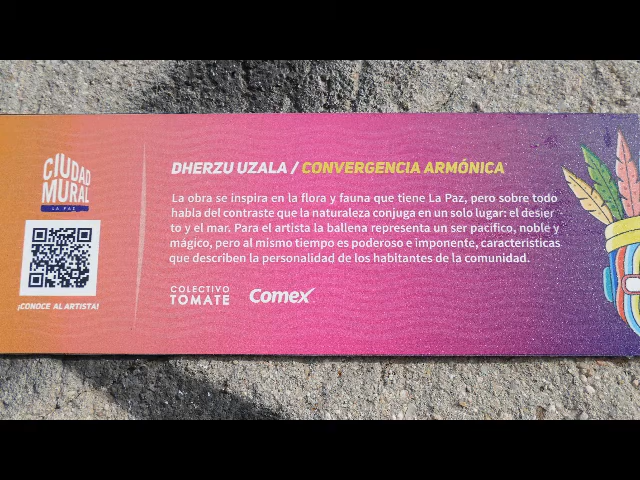 CIUDAD
MURAL
LA PAZ
¡CONOCE AL ARTISTA!
DHERZU UZALA / CONVERGENCIA ARMÓNICA
La obra se inspira en la flora y fauna que tiene La Paz, pero sobre todo
habla del contraste que la naturaleza conjuga en un solo lugar: el desier
to y el mar. Para el artista la ballena representa un ser pacífico, noble y
mágico, pero al mismo tiempo es poderoso e imponente, características
que describen la personalidad de los habitantes de la comunidad.
COLECTIVO
TOMATE
Comex